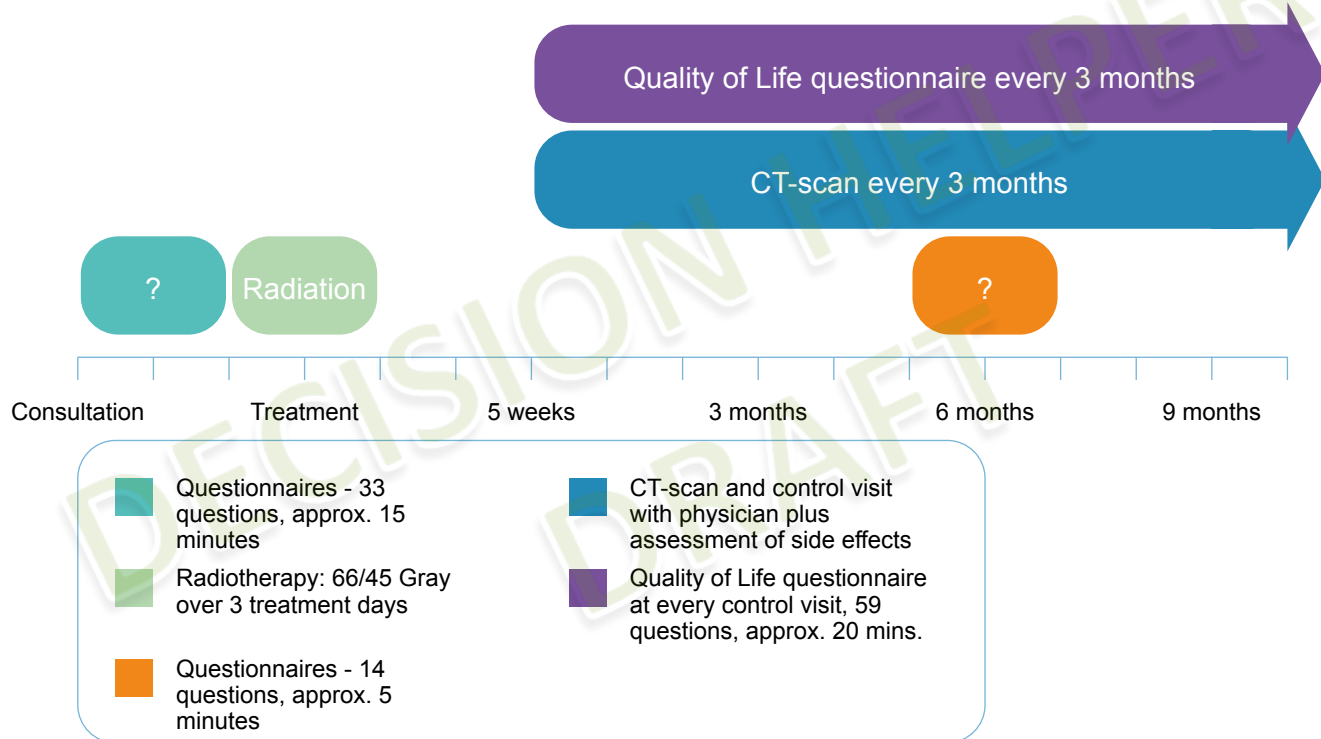 Quality of Life questionnaire every 3 months
CT-scan every 3 months
?
Radiation
?
Consultation
Treatment
5 weeks
3 months
6 months
9 months
Questionnaires - 33
questions, approx. 15
minutes
Radiotherapy: 66/45 Gray
over 3 treatment days
Questionnaires - 14
questions, approx. 5
minutes
CT-scan and control visit
with physician plus
assessment of side effects
Quality of Life questionnaire
at every control visit, 59
questions, approx. 20 mins.
DECISION HELPER
DRAFT